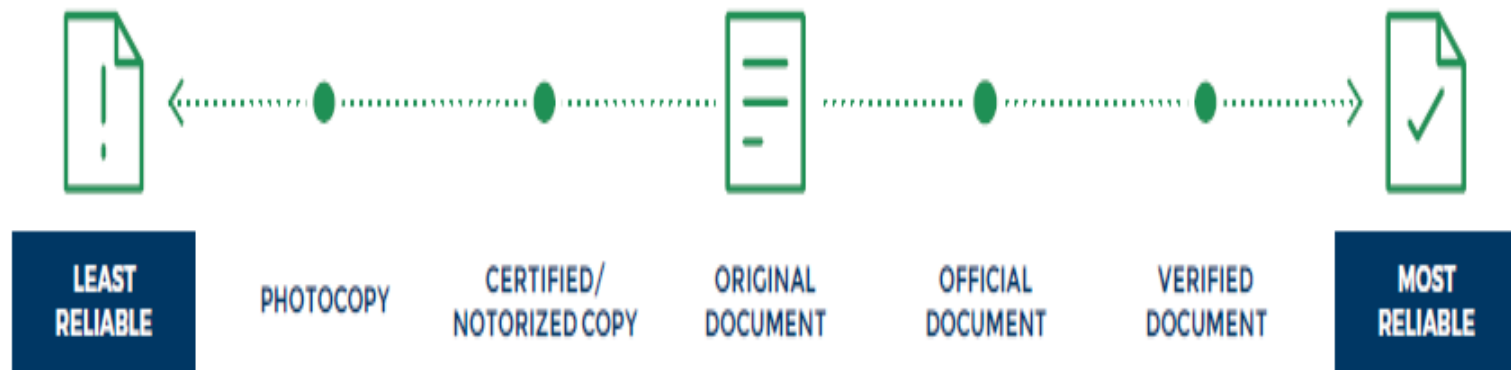 LEAST
RELIABLE
PHOTOCOPY
CERTIFIED/
NOTORIZED COPY
ORIGINAL
DOCUMENT
OFFICIAL
DOCUMENT
VERIFIED
DOCUMENT
MOST
RELIABLE